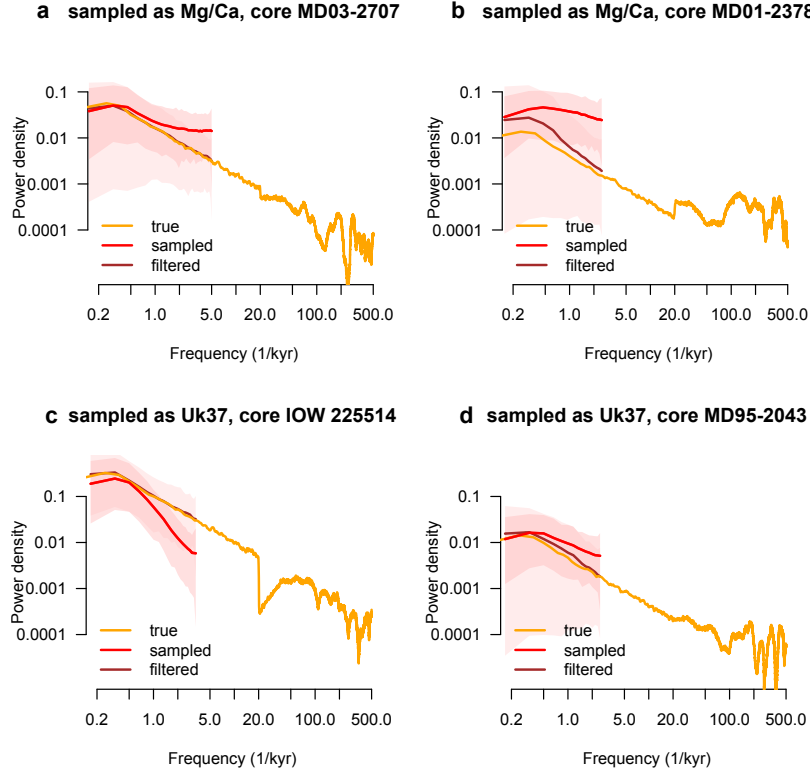 a sampled as Mg/Ca, core MD03-2707
Power density
0.1
0.01
0.001
0.0001
true
sampled
filtered
0.2 1.0 5.0 20.0 100.0 500.0
Frequency (1/kyr)
b sampled as Mg/Ca, core MD01-2378
Power density
0.1
0.01
0.001
0.0001
true
sampled
filtered
0.2 1.0 5.0 20.0 100.0 500.0
Frequency (1/kyr)
c sampled as Uk37, core IOW 225514
Power density
0.1
0.01
0.001
0.0001
true
sampled
filtered
0.2 1.0 5.0 20.0 100.0 500.0
Frequency (1/kyr)
d sampled as Uk37, core MD95-2043
Power density
0.1
0.01
0.001
0.0001
true
sampled
filtered
0.2 1.0 5.0 20.0 100.0 500.0
Frequency (1/kyr)